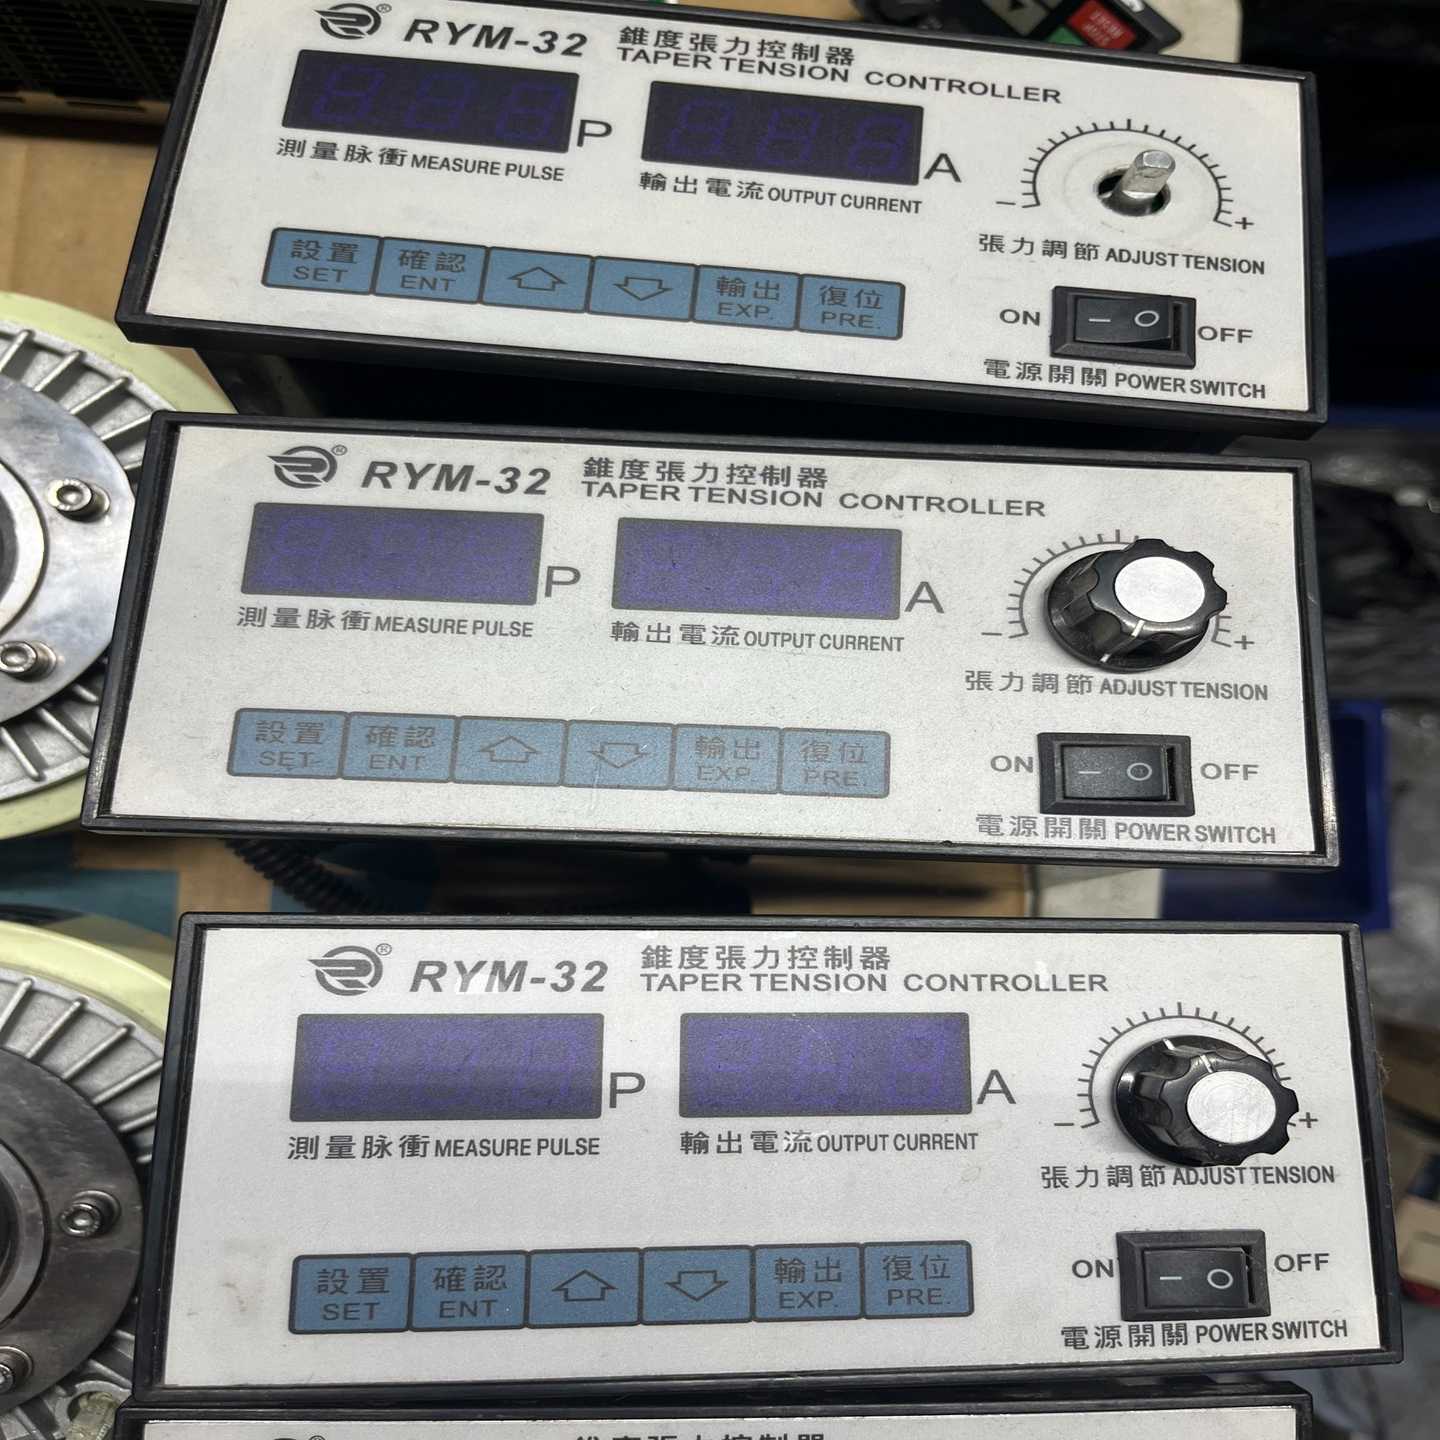 ® RYM-32 錐度張力控制器
TAPER TENSION CONTROLLER
P
A
測量脉衝 MEASURE PULSE
輸出電流 OUTPUT CURRENT
- +
張力調節 ADJUST TENSION
設置 確認 輸出 復位
SET ENT EXP. PRE.
ON OFF
電源開關 POWER SWITCH
® RYM-32 錐度張力控制器
TAPER TENSION CONTROLLER
P
A
測量脉衝 MEASURE PULSE
輸出電流 OUTPUT CURRENT
- +
張力調節 ADJUST TENSION
設置 確認 輸出 復位
SET ENT EXP PRE.
ON OFF
電源開關 POWER SWITCH
® RYM-32 錐度張力控制器
TAPER TENSION CONTROLLER
P
A
測量脉衝 MEASURE PULSE
輸出電流 OUTPUT CURRENT
- +
張力調節 ADJUST TENSION
設置 確認 輸出 復位
SET ENT EXP. PRE.
ON OFF
電源開關 POWER SWITCH
錐度張力控制器